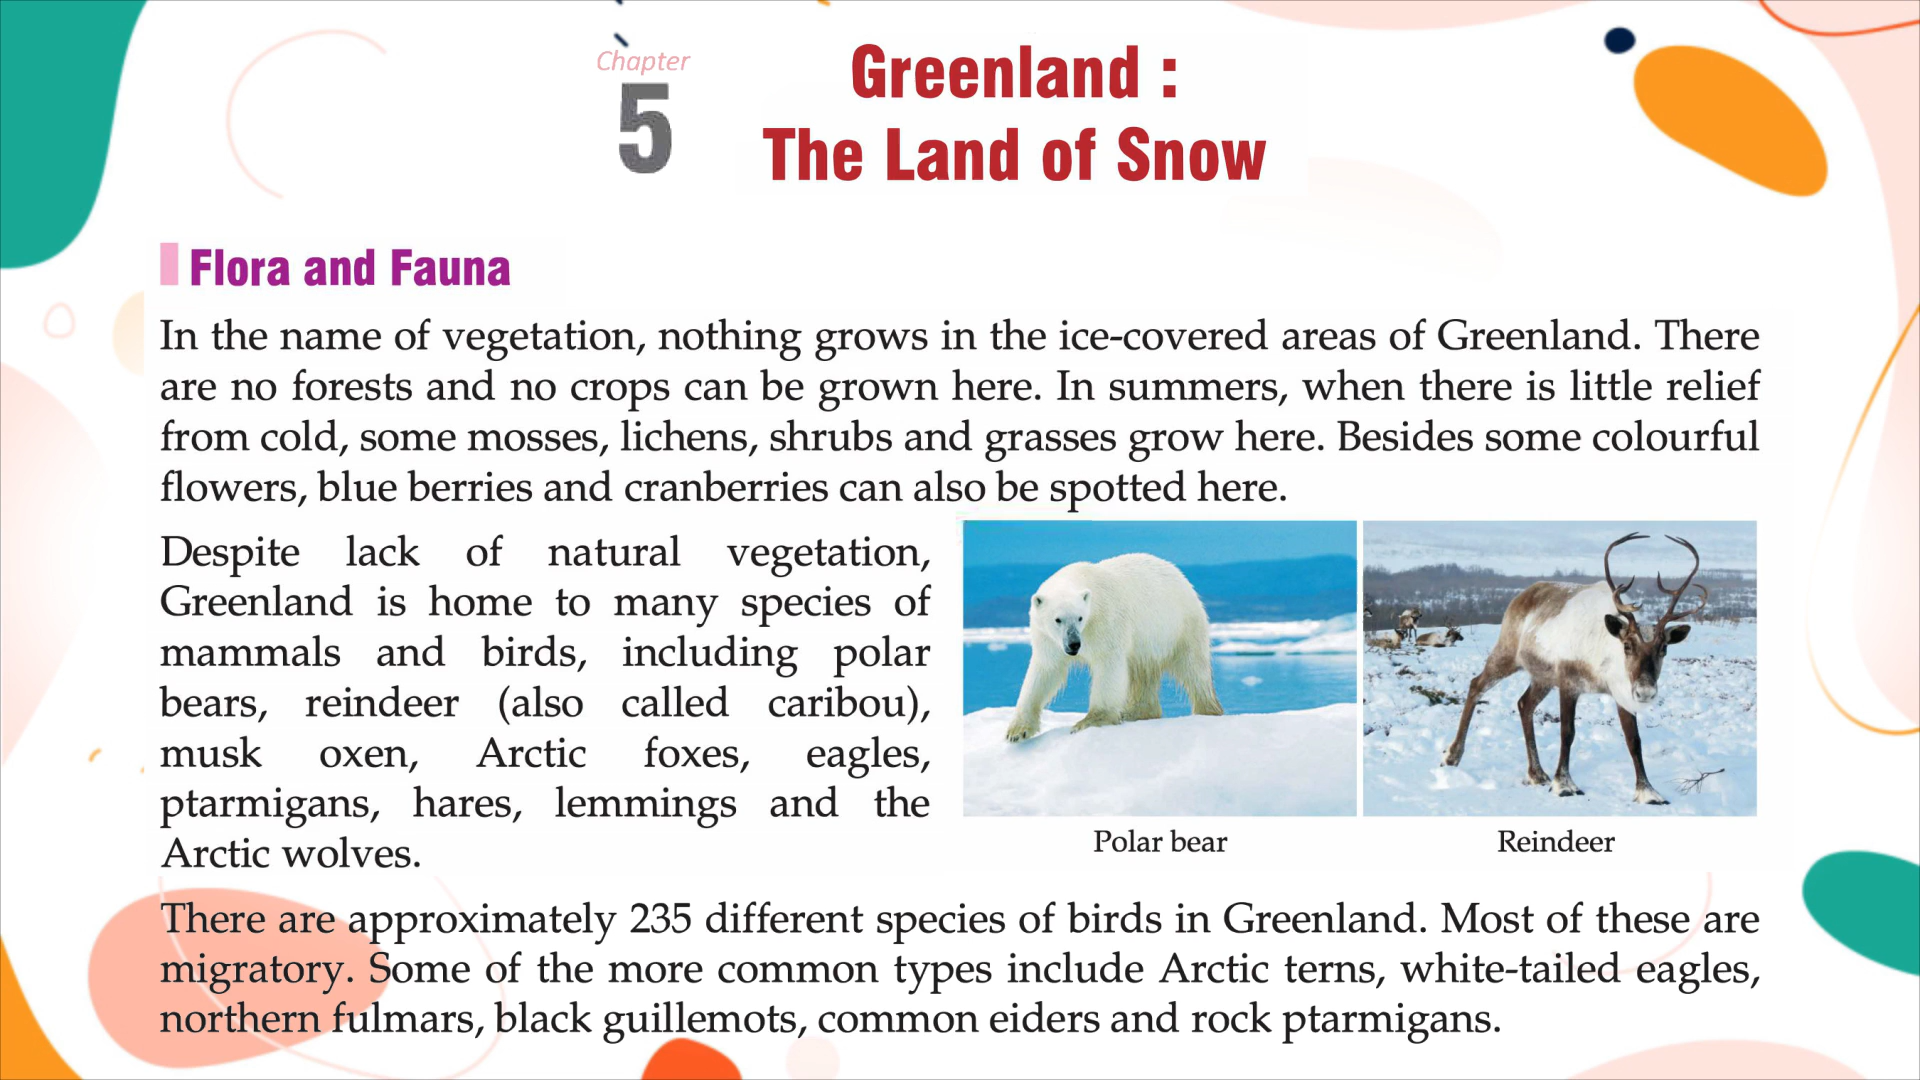 Chapter
5
Greenland :
The Land of Snow
Flora and Fauna
In the name of vegetation, nothing grows in the ice-covered areas of Greenland. There
are no forests and no crops can be grown here. In summers, when there is little relief
from cold, some mosses, lichens, shrubs and grasses grow here. Besides some colourful
flowers, blue berries and cranberries can also be spotted here.
Despite lack of natural vegetation,
Greenland is home to many species of
mammals and birds, including polar
bears, reindeer (also called caribou),
musk oxen, Arctic foxes, eagles,
ptarmigans, hares, lemmings and the
Arctic wolves.
Polar bear
Reindeer
There are approximately 235 different species of birds in Greenland. Most of these are
migratory. Some of the more common types include Arctic terns, white-tailed eagles,
northern fulmars, black guillemots, common eiders and rock ptarmigans.